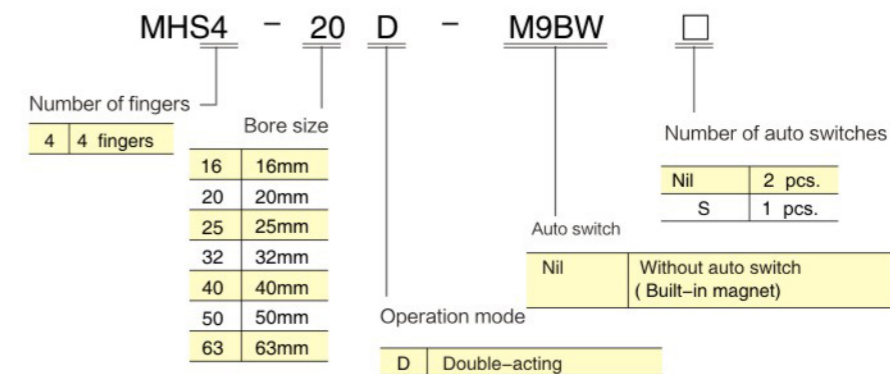 MHS4 – 20 D – M9BW □
Number of fingers
4 4 fingers
Bore size
16 16mm
20 20mm
25 25mm
32 32mm
40 40mm
50 50mm
63 63mm
Operation mode
D Double–acting
Auto switch
Nil Without auto switch
( Built–in magnet)
Number of auto switches
Nil 2 pcs.
S 1 pcs.